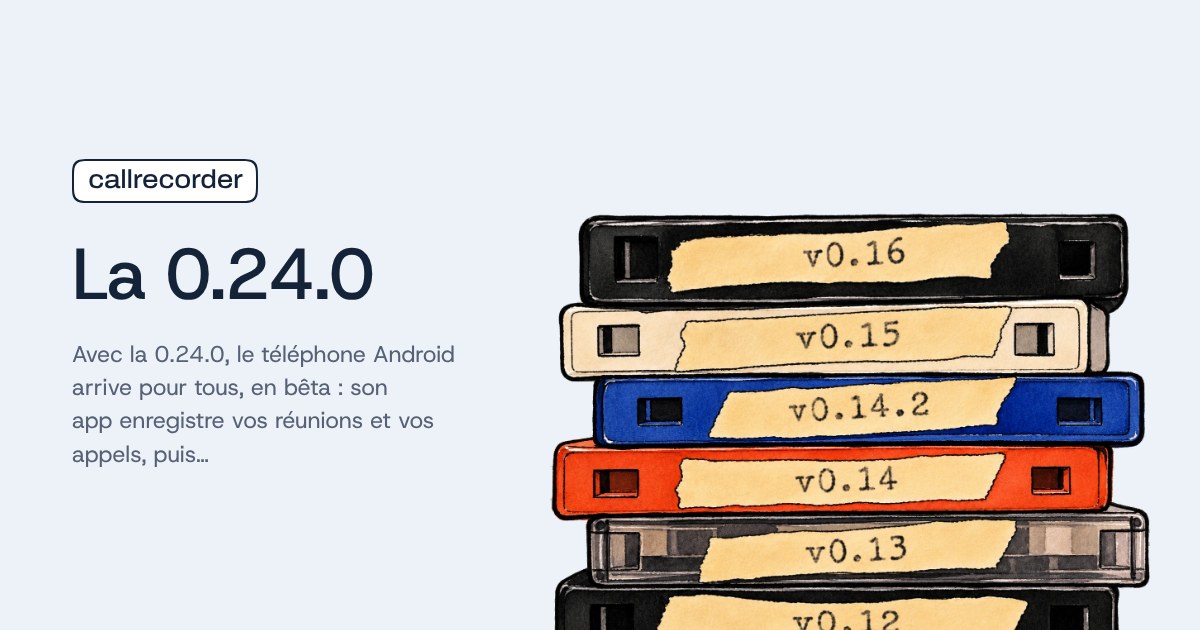 callrecorder
La 0.24.0
Avec la 0.24.0, le téléphone Android
arrive pour tous, en bêta : son
app enregistre vos réunions et vos
appels, puis…
v0.16
v0.15
v0.14.2
v0.14
v0.13
v0.12